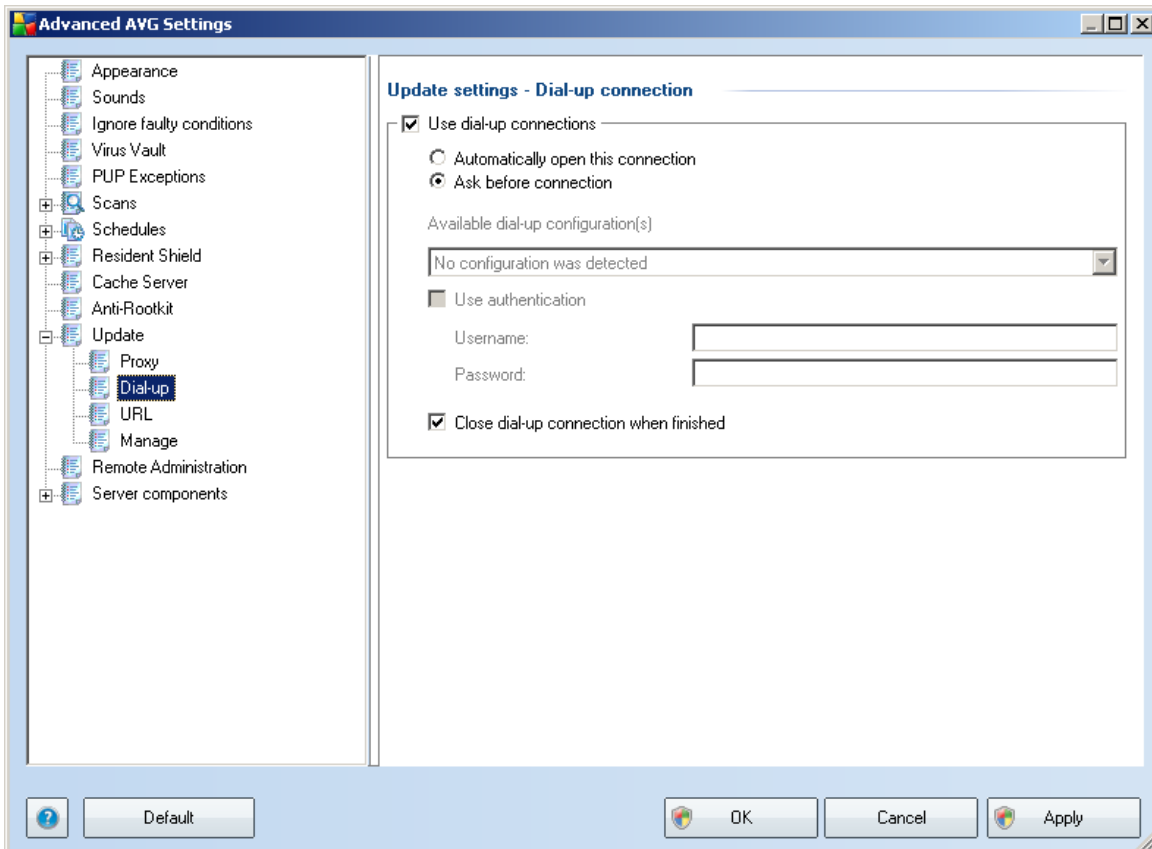 Advanced AVG Settings
Appearance
Sounds
Ignore faulty conditions
Virus Vault
PUP Exceptions
Scans
Schedules
Resident Shield
Cache Server
Anti-Rootkit
Update
Proxy
Dial-up
URL
Manage
Remote Administration
Server components
Update settings - Dial-up connection
Use dial-up connections
Automatically open this connection
Ask before connection
Available dial-up configuration(s)
No configuration was detected
Use authentication
Username:
Password:
Close dial-up connection when finished
? Default OK Cancel Apply